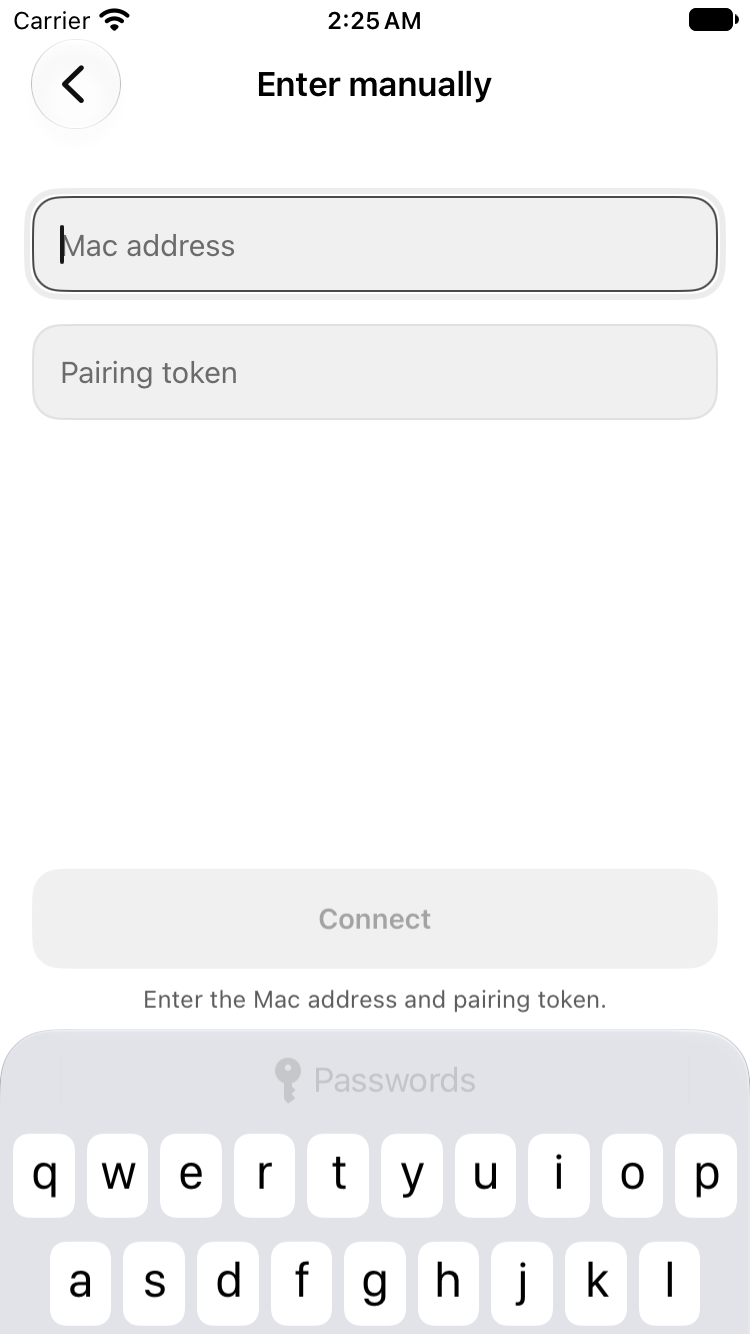 Carrier 2:25 AM
Enter manually
Mac address
Pairing token
Connect
Enter the Mac address and pairing token.
Passwords
q w e r t y u i o p
a s d f g h j k l